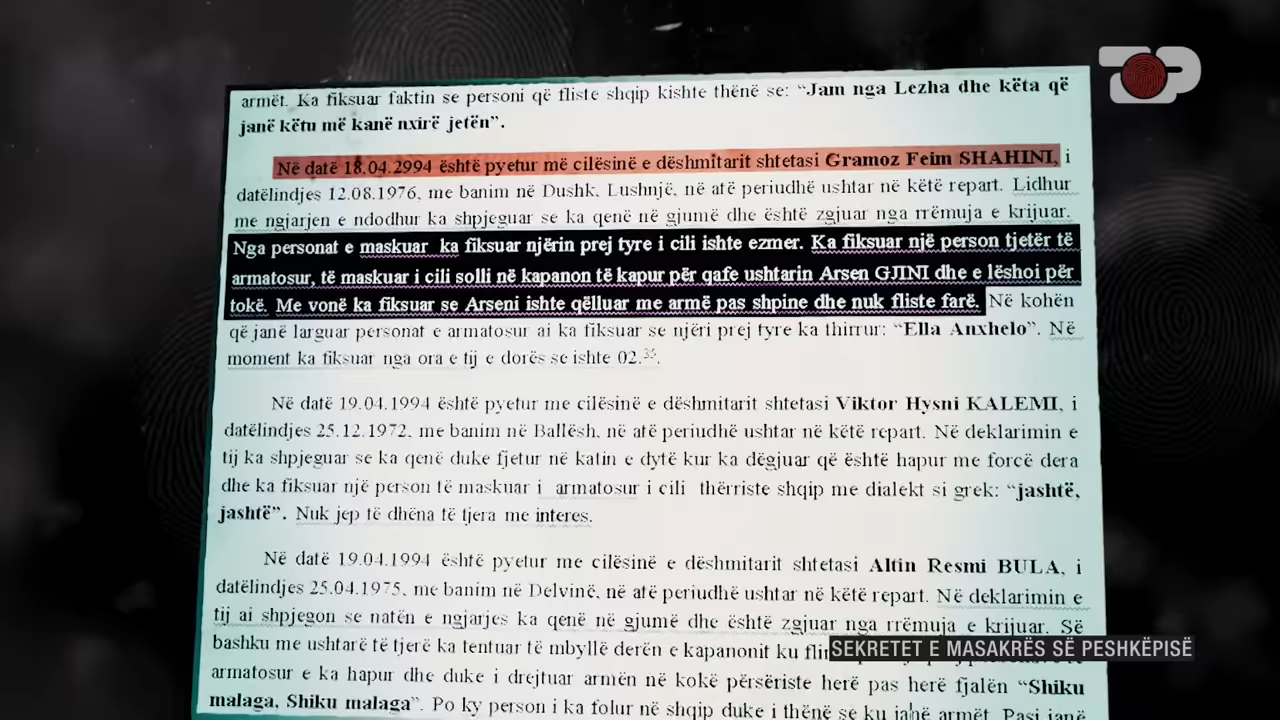 armët. Ka fiksuar faktin se personi që fliste shqip kishte thënë se: “Jam nga Lezha dhe këta që
janë këtu më kanë nxirë jetën”.
Në datë 18.04.2994 është pyetur më cilësinë e dëshmitarit shtetasi Gramoz Feim SHAHINI, i
datëlindjes 12.08.1976, me banim në Dushk, Lushnjë, në atë periudhë ushtar në këtë repart. Lidhur
me ngjarjen e ndodhur ka shpjeguar se ka qenë në gjumë dhe është zgjuar nga rrëmuja e krijuar.
Nga personat e maskuar ka fiksuar njërin prej tyre i cili ishte ezmer. Ka fiksuar një person tjetër të
armatosur, të maskuar i cili solli në kapanon të kapur për qafe ushtarin Arsen GJINI dhe e lëshoi për
tokë. Me vonë ka fiksuar se Arseni ishte qëlluar me armë pas shpine dhe nuk fliste farë. Në kohën
që janë larguar personat e armatosur ai ka fiksuar se njëri prej tyre ka thirrur: “Ella Anxhelo”. Në
moment ka fiksuar nga ora e tij e dorës se ishte 02.35.
Në datë 19.04.1994 është pyetur me cilësinë e dëshmitarit shtetasi Viktor Hysni KALEMI, i
datëlindjes 25.12.1972, me banim në Ballësh, në atë periudhë ushtar në këtë repart. Në deklarimin e
tij ka shpjeguar se ka qenë duke fjetur në katin e dytë kur ka dëgjuar që është hapur me forcë dera
dhe ka fiksuar një person të maskuar i armatosur i cili thërriste shqip me dialekt si grek: “jashtë,
jashtë”. Nuk jep të dhëna të tjera me interes.
Në datë 19.04.1994 është pyetur me cilësinë e dëshmitarit shtetasi Altin Resmi BULA, i
datëlindjes 25.04.1975, me banim në Delvinë, në atë periudhë ushtar në këtë repart. Në deklarimin e
tij ai shpjegon se natën e ngjarjes ka qenë në gjumë dhe është zgjuar nga rrëmuja e krijuar. Së
bashku me ushtarë të tjerë ka tentuar të mbyllë derën e kapanonit ku
SEKRETET E MASAKRËS SË PESHKËPISË
armatosur e ka hapur dhe duke i drejtuar armën në kokë përsëriste herë pas herë fjalën “Shiku
malaga, Shiku malaga”. Po ky person i ka folur në shqip duke i thënë se ku janë armët. Pasi janë